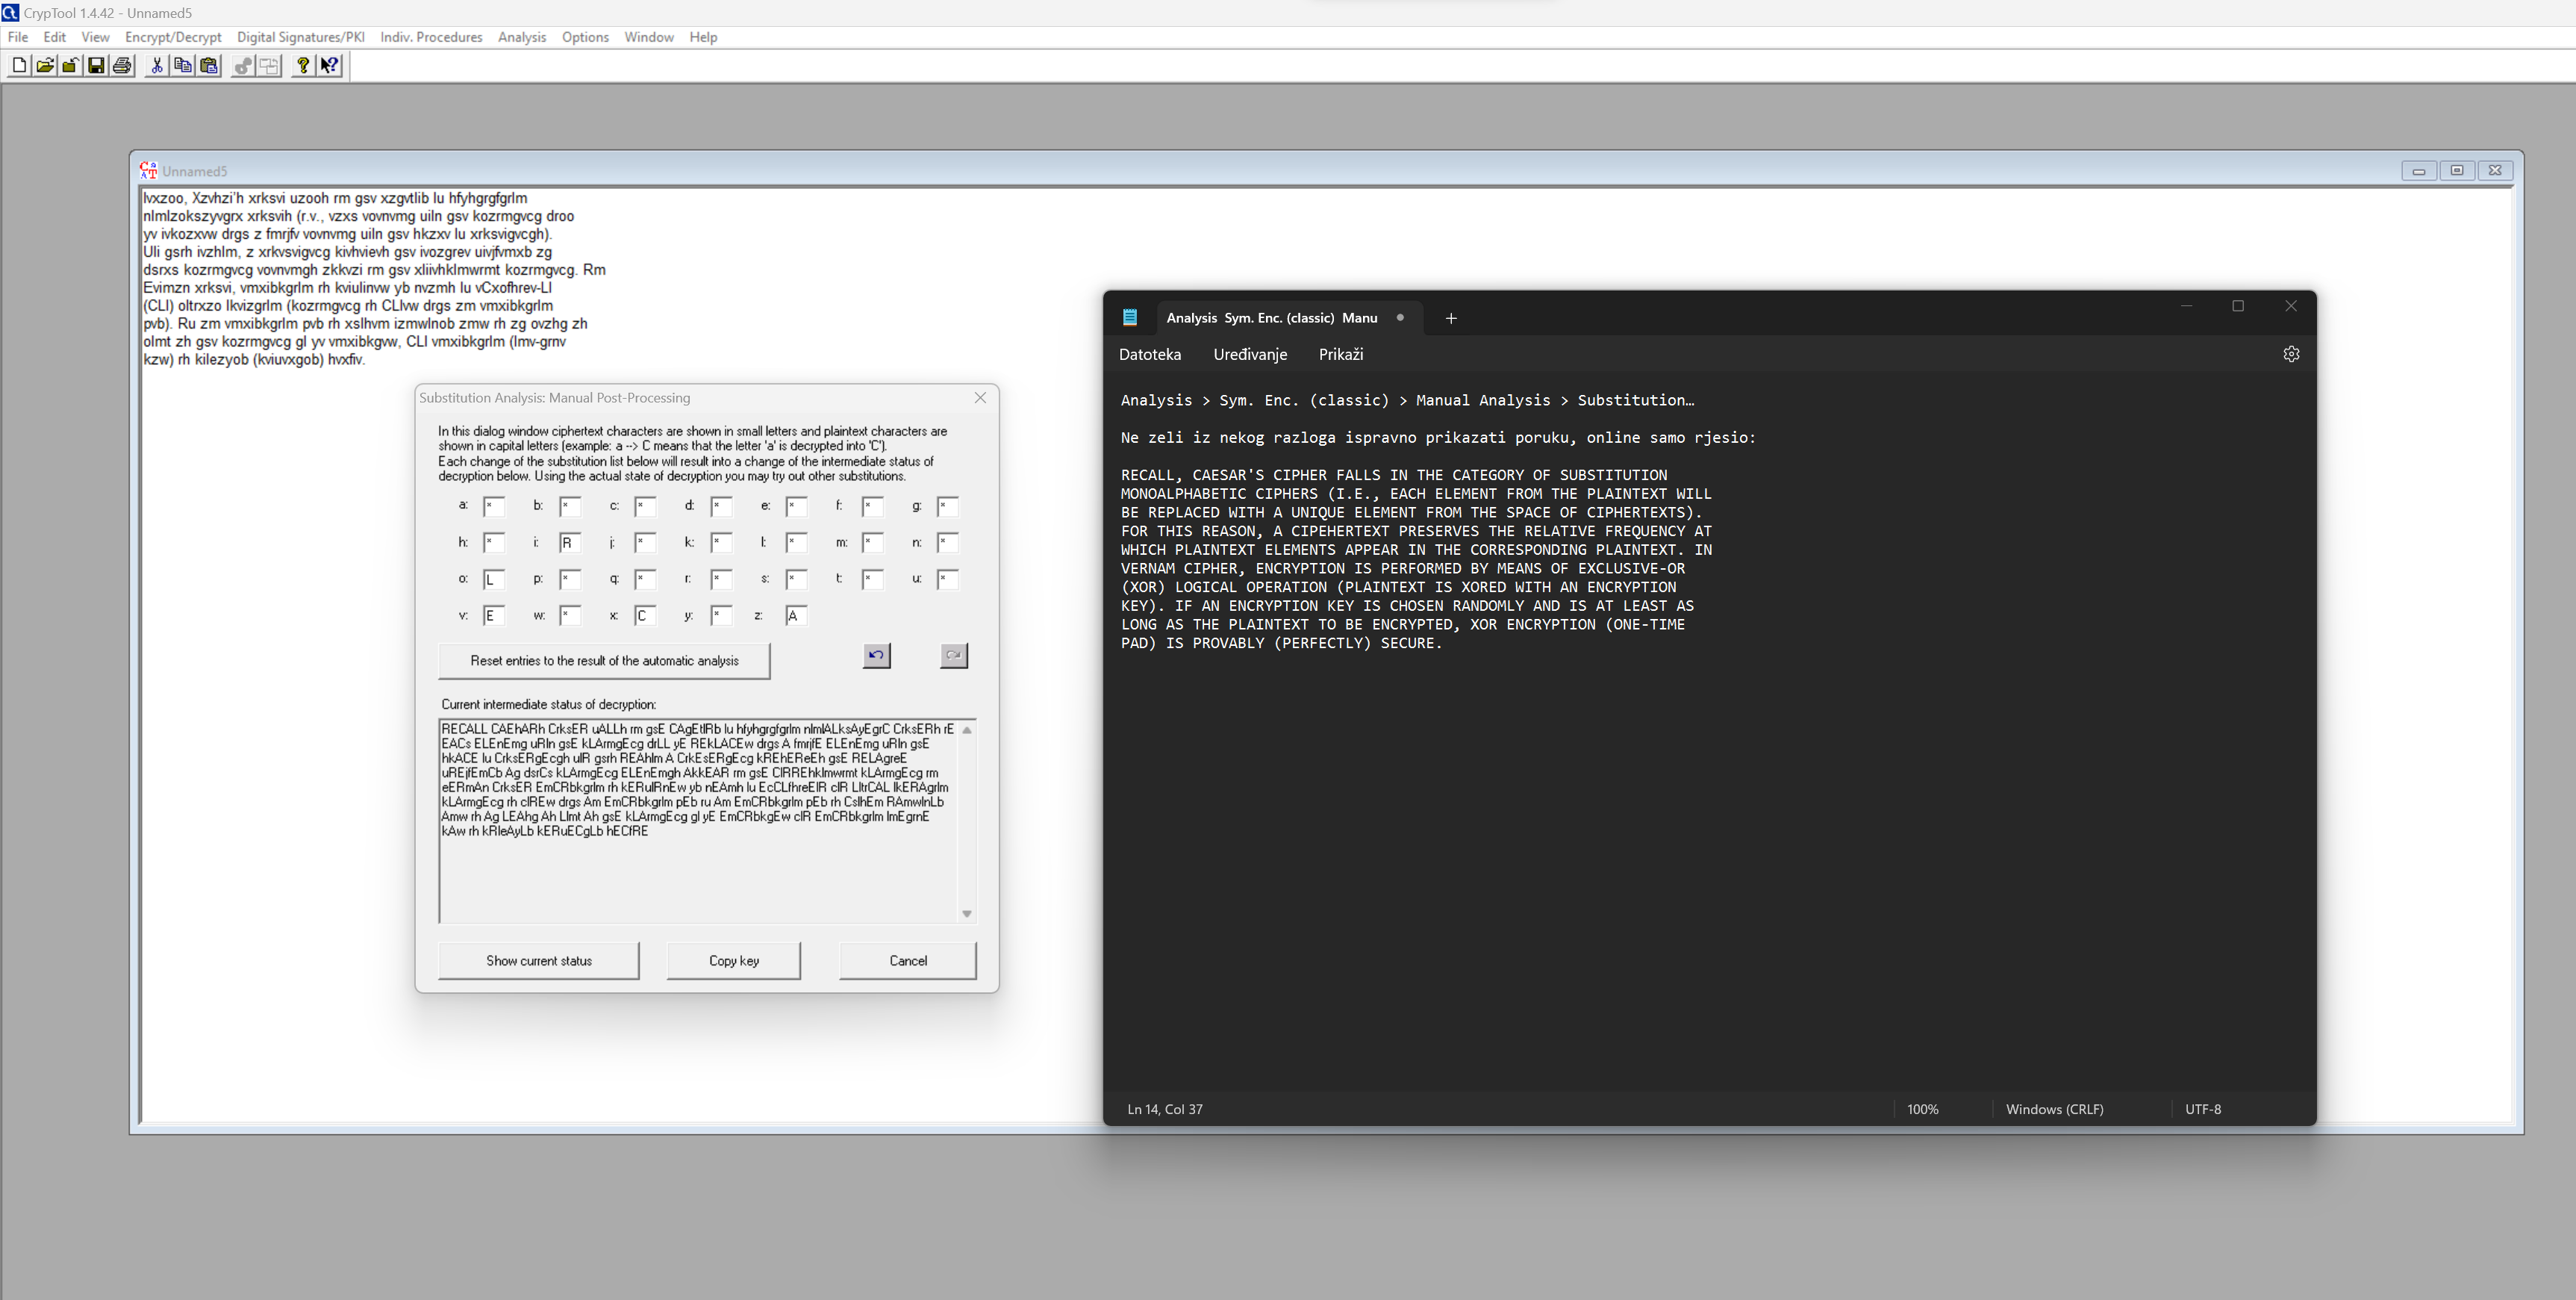 CrypTool 1.4.42 - Unnamed5
File Edit View Encrypt/Decrypt Digital Signatures/PKI Indiv. Procedures Analysis Options Window Help
Unnamed5
Ivxzoo, Xzvhzi'h xrksvi uzooh rm gsv xzgvtlib lu hfyhgrgfgrlm
nlmlzokszyvgrx xrksvih (r.v., vzxs vovnvmg uiln gsv kozrmgvcg droo
yv ivkozxvw drgs z fmrjfv vovnvmg uiln gsv hkzxv lu xrksvigvcgh).
Uli gsrh ivzhlm, z xrkvsvigvcg kivhvievh gsv ivozgrev uivjfvmxb zg
dsrxs kozrmgvcg vovnvmgh zkkvzi rm gsv xliivhklmwrmt kozrmgvcg. Rm
Evimzn xrksvi, vmxibkgrlm rh kviulinvw yb nvzmh lu vCxofhrev-LI
(CLI) oltrxzo lkvizgrlm (kozrmgvcg rh CLIvw drgs zm vmxibkgrlm
pvb). Ru zm vmxibkgrlm pvb rh xslhvm izmwlnob zmw rh zg ovzhg zh
olmt zh gsv kozrmgvcg gl yv vmxibkgvw, CLI vmxibkgrlm (lmv-grnv
kzw) rh kilezyob (kviuvxgob) hvxfiv.
Substitution Analysis: Manual Post-Processing
In this dialog window ciphertext characters are shown in small letters and plaintext characters are
shown in capital letters (example: a --> C means that the letter 'a' is decrypted into 'C').
Each change of the substitution list below will result into a change of the intermediate status of
decryption below. Using the actual state of decryption you may try out other substitutions.
a: * b: * c: * d: * e: * f: * g: *
h: * i: R j: * k: * l: * m: * n: *
o: L p: * q: * r: * s: * t: * u: *
v: E w: * x: C y: * z: A
Reset entries to the result of the automatic analysis
Current intermediate status of decryption:
RECALL CAEhARh CrksER uALLh rm gsE CAgEtlRb lu hfyhgrgfgrlm nlmlALksAyEgrC CrksERh rE
EACs ELEnEmg uRln gsE kLArmgEcg drLL yE REkLACEw drgs A fmrjfE ELEnEmg uRln gsE
hkACE lu CrksERgEcgh ulR gsrh REAhlm A CrkEsERgEcg kREhEReEh gsE RELAgreE
uREjfEmCb Ag dsrCs kLArmgEcg ELEnEmgh AkkEAR rm gsE ClRREhklmwrmt kLArmgEcg rm
eERmAn CrksER EmCRbkgrlm rh kERulRnEw yb nEAmh lu EcCLfhreElR clR LltrCAL lkERAgrlm
kLArmgEcg rh clREw drgs Am EmCRbkgrlm pEb ru Am EmCRbkgrlm pEb rh CslhEm RAmwlnLb
Amw rh Ag LEAhg Ah Llmt Ah gsE kLArmgEcg gl yE EmCRbkgEw clR EmCRbkgrlm lmEgrnE
kAw rh kRleAyLb kERuECgLb hECfRE
Show current status Copy key Cancel
Analysis Sym. Enc. (classic) Manu
Datoteka Uređivanje Prikaži
Analysis > Sym. Enc. (classic) > Manual Analysis > Substitution…
Ne zeli iz nekog razloga ispravno prikazati poruku, online samo rjesio:
RECALL, CAESAR'S CIPHER FALLS IN THE CATEGORY OF SUBSTITUTION
MONOALPHABETIC CIPHERS (I.E., EACH ELEMENT FROM THE PLAINTEXT WILL
BE REPLACED WITH A UNIQUE ELEMENT FROM THE SPACE OF CIPHERTEXTS).
FOR THIS REASON, A CIPEHERTEXT PRESERVES THE RELATIVE FREQUENCY AT
WHICH PLAINTEXT ELEMENTS APPEAR IN THE CORRESPONDING PLAINTEXT. IN
VERNAM CIPHER, ENCRYPTION IS PERFORMED BY MEANS OF EXCLUSIVE-OR
(XOR) LOGICAL OPERATION (PLAINTEXT IS XORED WITH AN ENCRYPTION
KEY). IF AN ENCRYPTION KEY IS CHOSEN RANDOMLY AND IS AT LEAST AS
LONG AS THE PLAINTEXT TO BE ENCRYPTED, XOR ENCRYPTION (ONE-TIME
PAD) IS PROVABLY (PERFECTLY) SECURE.
Ln 14, Col 37 100% Windows (CRLF) UTF-8